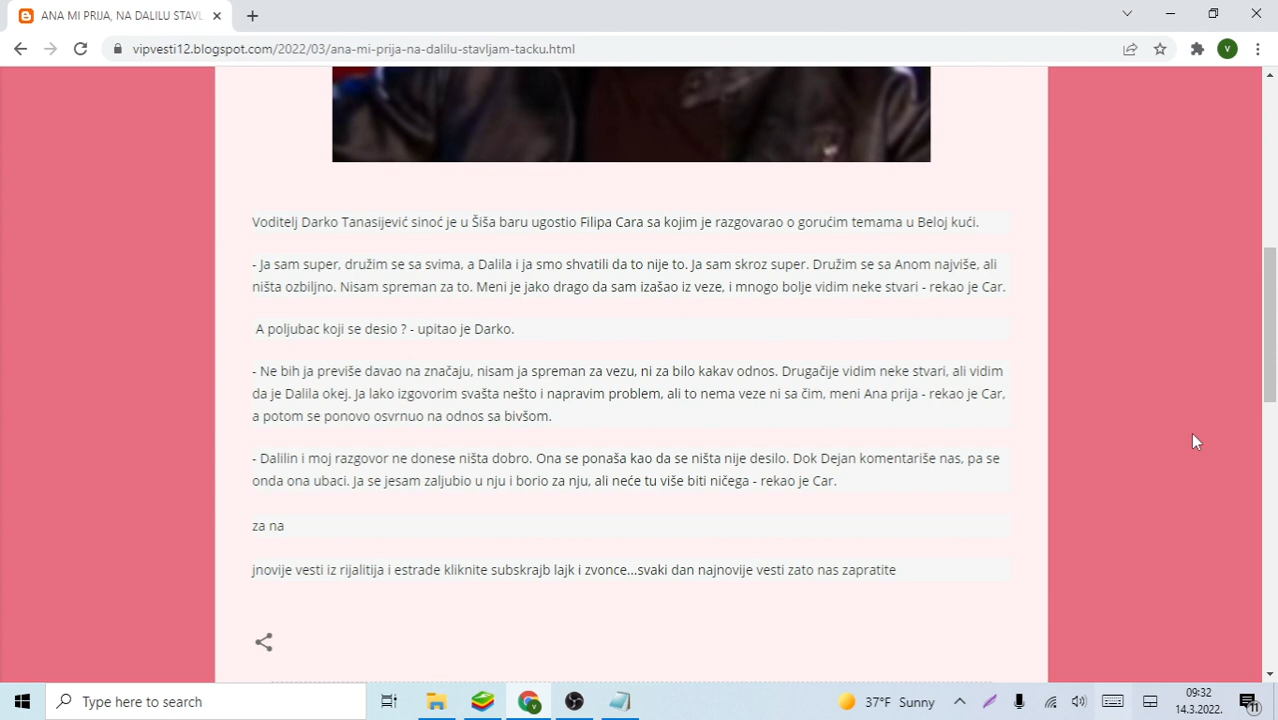 ANA MI PRIJA, NA DALILU STAVL
vipvesti12.blogspot.com/2022/03/ana-mi-prija-na-dalilu-stavljam-tacku.html
V
Voditelj Darko Tanasijević sinoć je u Šiša baru ugostio Filipa Cara sa kojim je razgovarao o gorućim temama u Beloj kući.
- Ja sam super, družim se sa svima, a Dalila i ja smo shvatili da to nije to. Ja sam skroz super. Družim se sa Anom najviše, ali
ništa ozbiljno. Nisam spreman za to. Meni je jako drago da sam izašao iz veze, i mnogo bolje vidim neke stvari - rekao je Car.
A poljubac koji se desio ? - upitao je Darko.
- Ne bih ja previše davao na značaju, nisam ja spreman za vezu, ni za bilo kakav odnos. Drugačije vidim neke stvari, ali vidim
da je Dalila okej. Ja lako izgovorim svašta nešto i napravim problem, ali to nema veze ni sa čim, meni Ana prija - rekao je Car,
a potom se ponovo osvrnuo na odnos sa bivšom.
- Dalilin i moj razgovor ne donese ništa dobro. Ona se ponaša kao da se ništa nije desilo. Dok Dejan komentariše nas, pa se
onda ona ubaci. Ja se jesam zaljubio u nju i borio za nju, ali neće tu više biti ničega - rekao je Car.
za na
jnovije vesti iz rijalitija i estrade kliknite subskrajb lajk i zvonce...svaki dan najnovije vesti zato nas zapratite
Type here to search
37°F Sunny
09:32
14.3.2022.
11